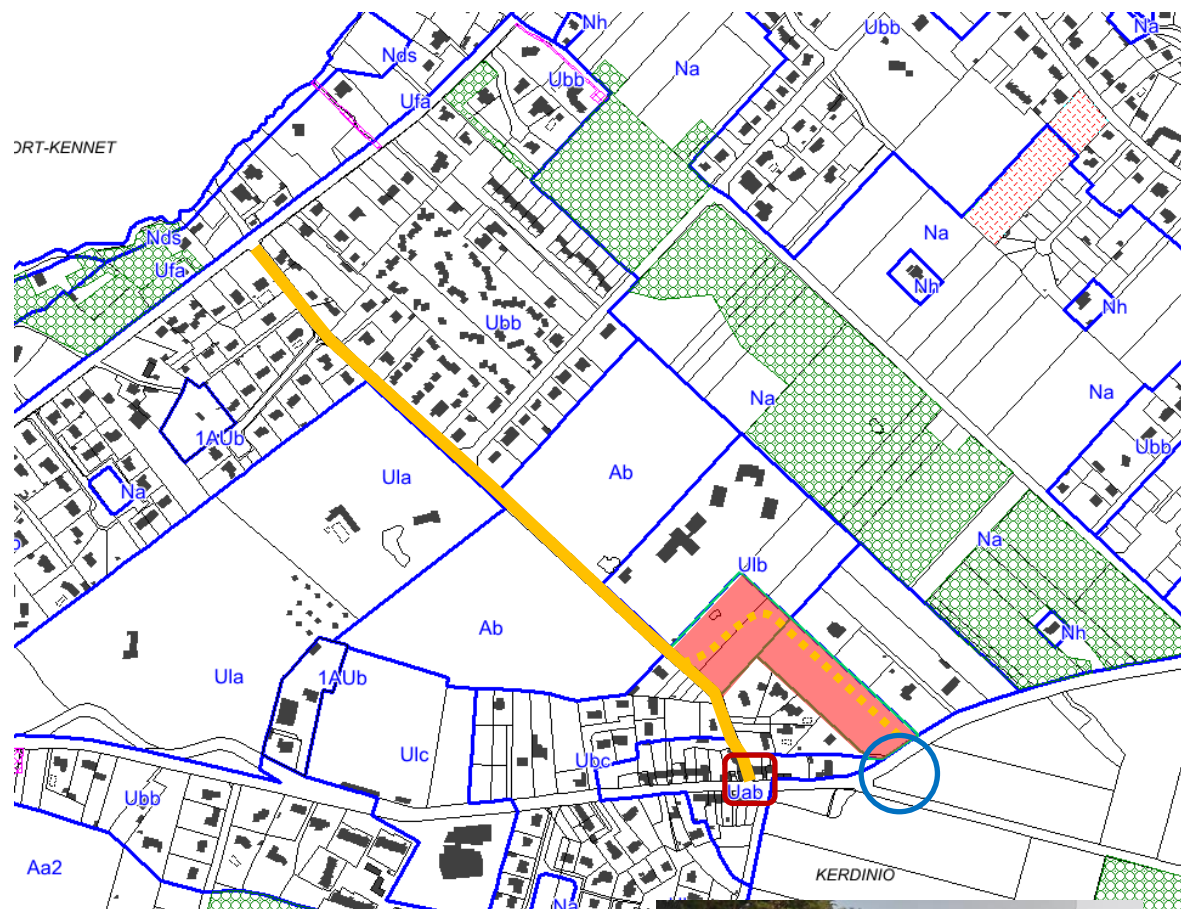 Nh
Na
Ubb
Nds
Ubb
Na
Ufa
ORT-KENNET
Nds
Na
Ufa
Nh
Nh
Ubb
Na
Na
1AUb
Ubb
Ula
Ab
Na
Na
Ulb
Ab
Nh
Ula
1AUb
Ulc
Ubc
Uab
Ubb
Aa2
KERDINIO
Na